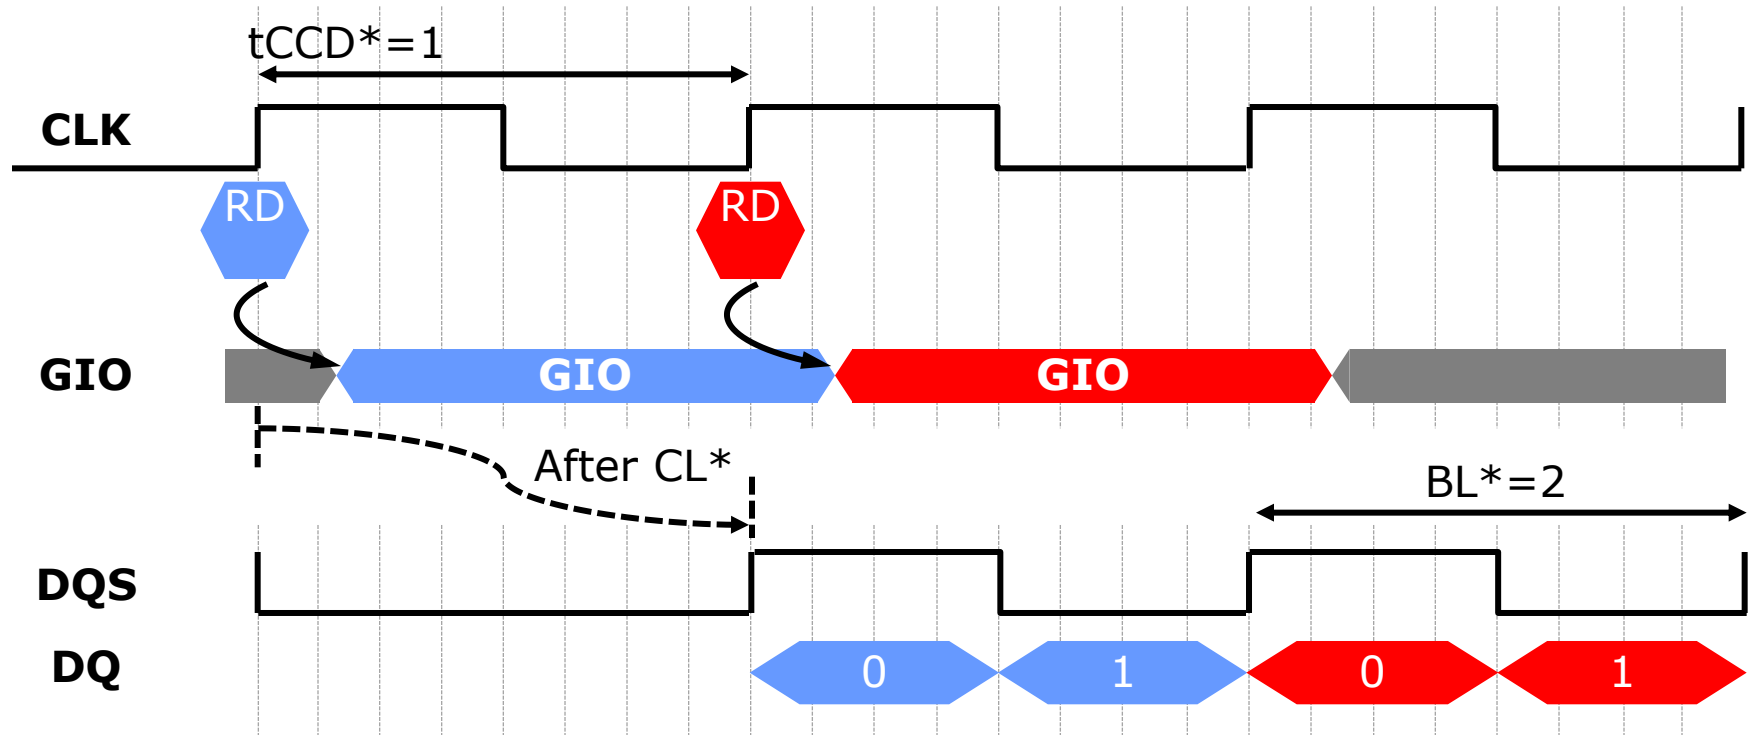 tCCD*=1
CLK
RD RD
GIO GIO GIO
After CL*
BL*=2
DQS
DQ 0 1 0 1